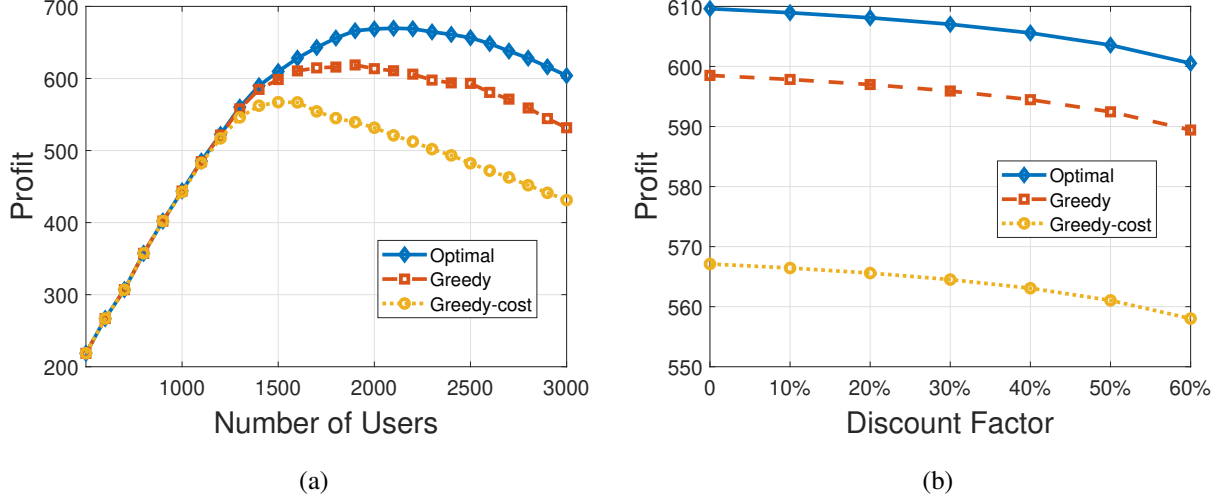 700
600
500
400
300
200
Profit
1000
1500
2000
2500
3000
Number of Users
Optimal
Greedy
Greedy-cost
(a)
610
600
590
580
570
560
550
Profit
0
10%
20%
30%
40%
50%
60%
Discount Factor
Optimal
Greedy
Greedy-cost
(b)